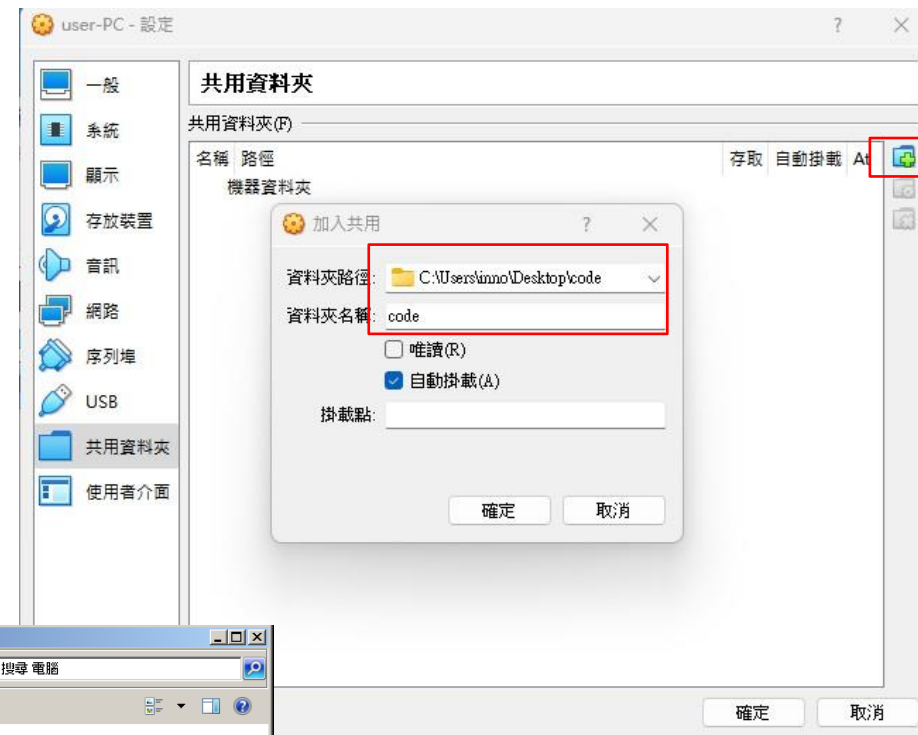 user-PC - 設定
?
一般
系統
顯示
存放裝置
音訊
網路
序列埠
USB
共用資料夾
使用者介面
共用資料夾
共用資料夾(F)
名稱 路徑 存取 自動掛載 At
機器資料夾
加入共用 ?
資料夾路徑: C:\Users\inno\Desktop\code
資料夾名稱: code
唯讀(R)
自動掛載(A)
掛載點:
確定 取消
確定 取消
搜尋 電腦
?